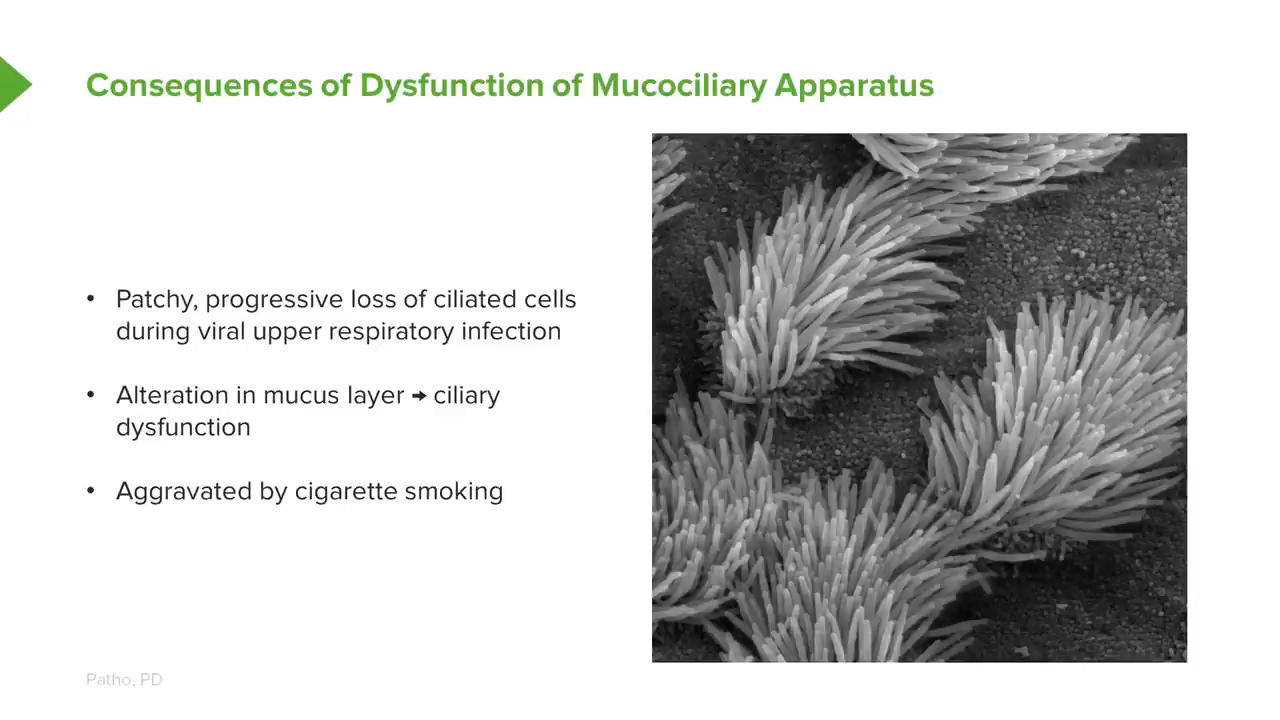 Consequences of Dysfunction of Mucociliary Apparatus
• Patchy, progressive loss of ciliated cells
during viral upper respiratory infection
• Alteration in mucus layer → ciliary
dysfunction
• Aggravated by cigarette smoking
Patho, PD